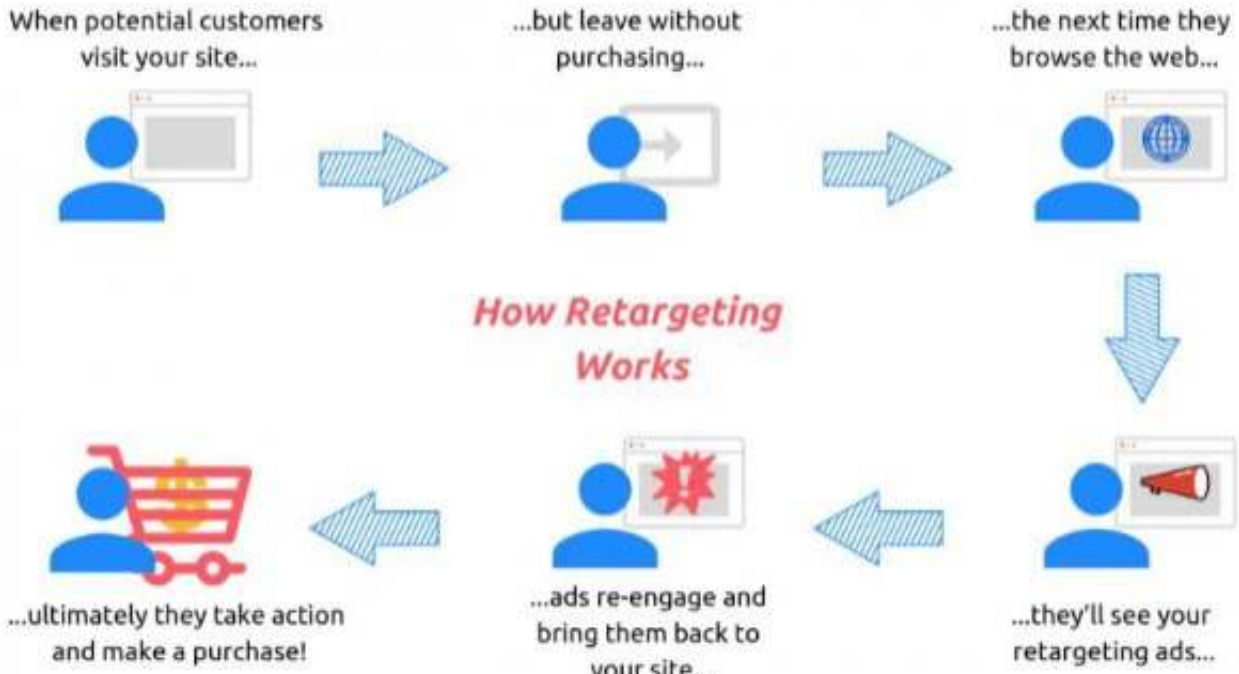 When potential customers
visit your site...
...but leave without
purchasing...
...the next time they
browse the web...
How Retargeting
Works
...they'll see your
retargeting ads...
...ads re-engage and
bring them back to
your site...
...ultimately they take action
and make a purchase!